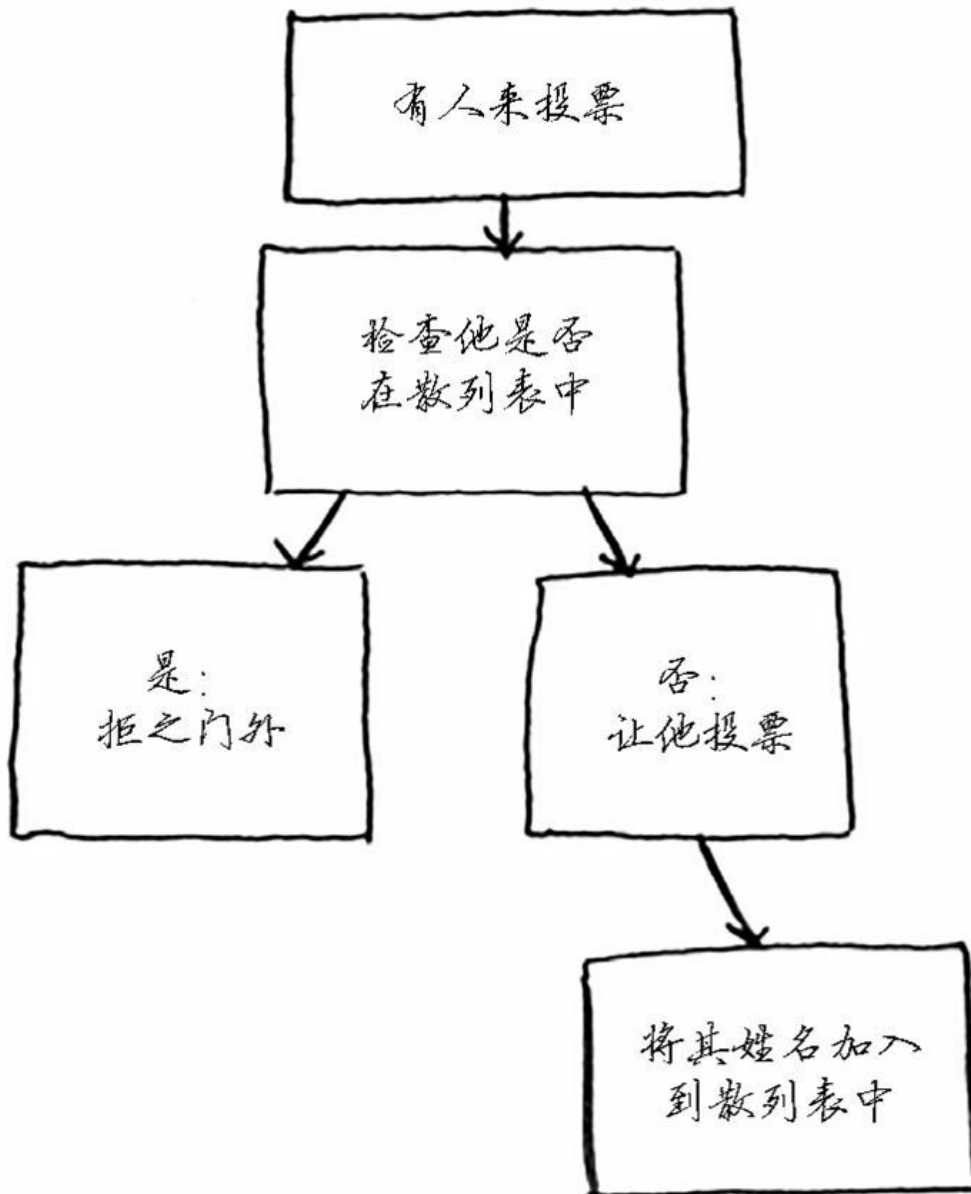 有人来投票
检查他是否
在散列表中
是:
拒之门外
否:
让他投票
将其姓名加入
到散列表中